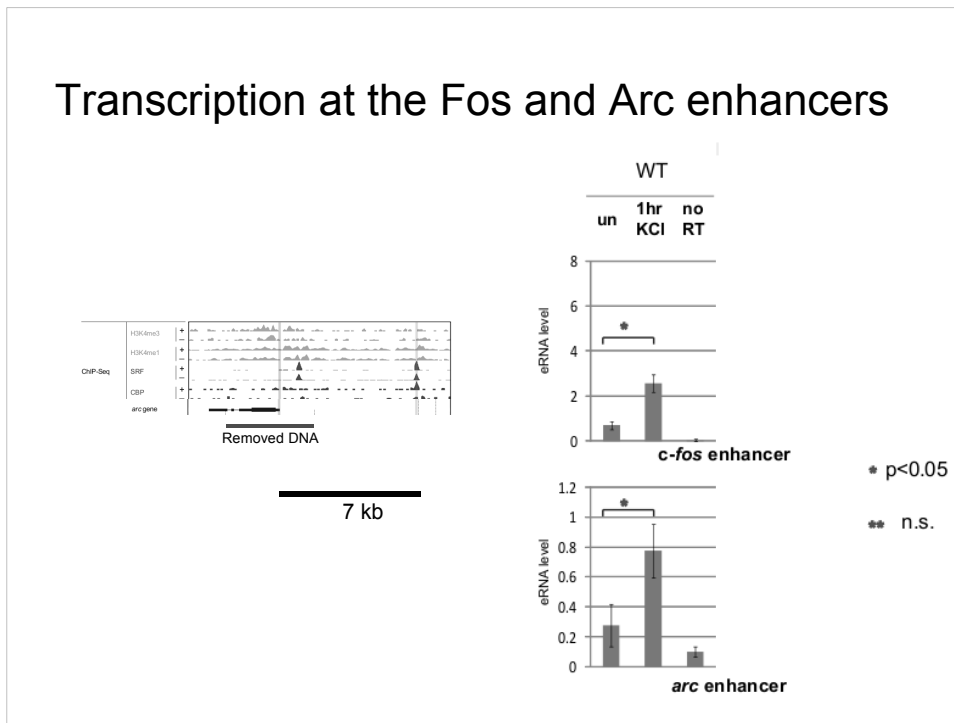 Transcription at the Fos and Arc enhancers
ChIP-Seq
H3K4me3
+
−
H3K4me1
+
−
SRF
+
−
CBP
+
arc gene
Removed DNA
7 kb
WT
un
1hr KCl
no RT
eRNA level
8
6
4
2
0
*
c-fos enhancer
eRNA level
1.2
1
0.8
0.6
0.4
0.2
0
*
arc enhancer
* p<0.05
** n.s.